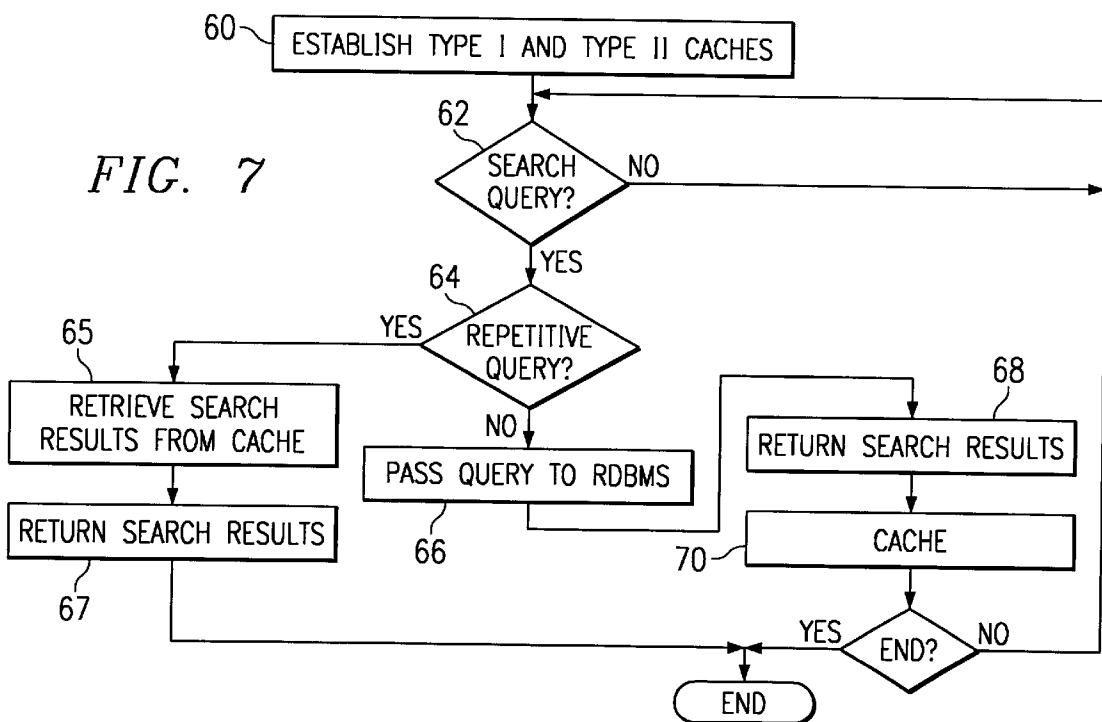 60
ESTABLISH TYPE I AND TYPE II CACHES
FIG. 7
62
SEARCH
QUERY?
NO
YES
64
REPETITIVE
QUERY?
YES
NO
65
RETRIEVE SEARCH
RESULTS FROM CACHE
RETURN SEARCH RESULTS
67
PASS QUERY TO RDBMS
66
68
RETURN SEARCH RESULTS
CACHE
70
YES
END?
NO
END